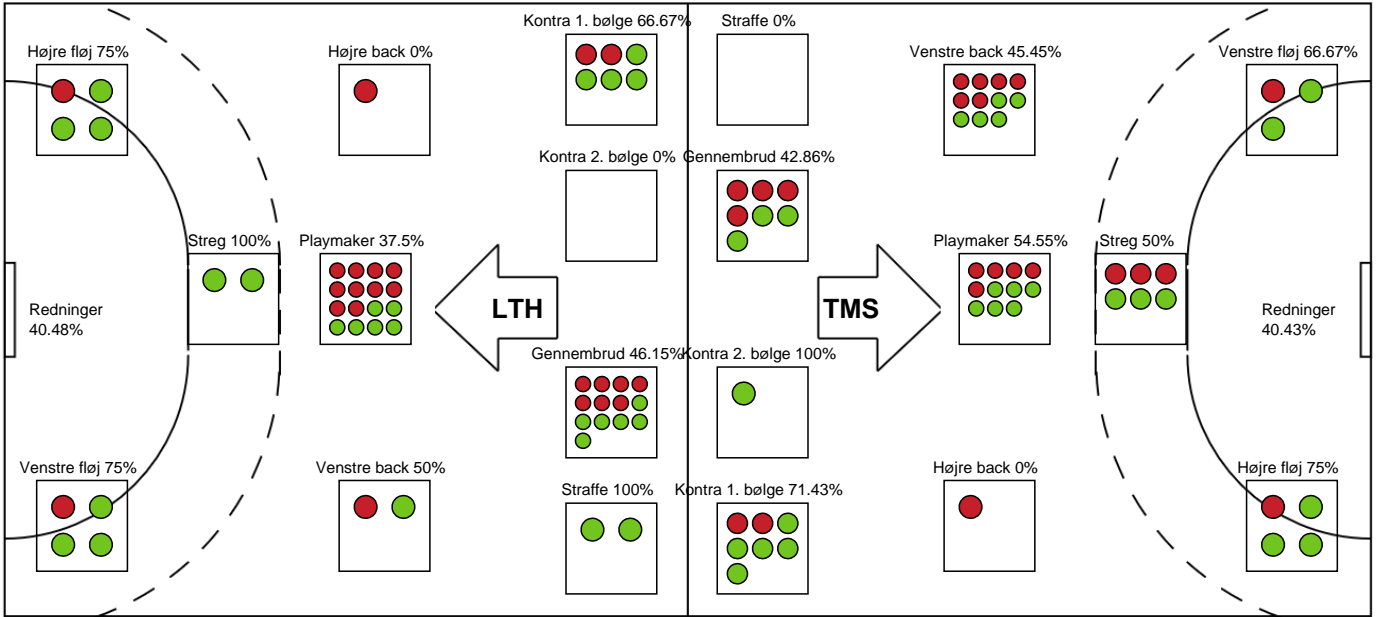 Kontra 1. bølge 66.67%
Straffe 0%
Højre fløj 75%
Højre back 0%
Venstre back 45.45%
Venstre fløj 66.67%
Kontra 2. bølge 0%
Gennembrud 42.86%
Streg 100%
Playmaker 37.5%
Playmaker 54.55%
Streg 50%
LTH
TMS
Redninger
40.48%
Redninger
40.43%
Gennembrud 46.15%
Kontra 2. bølge 100%
Venstre fløj 75%
Venstre back 50%
Straffe 100%
Kontra 1. bølge 71.43%
Højre back 0%
Højre fløj 75%